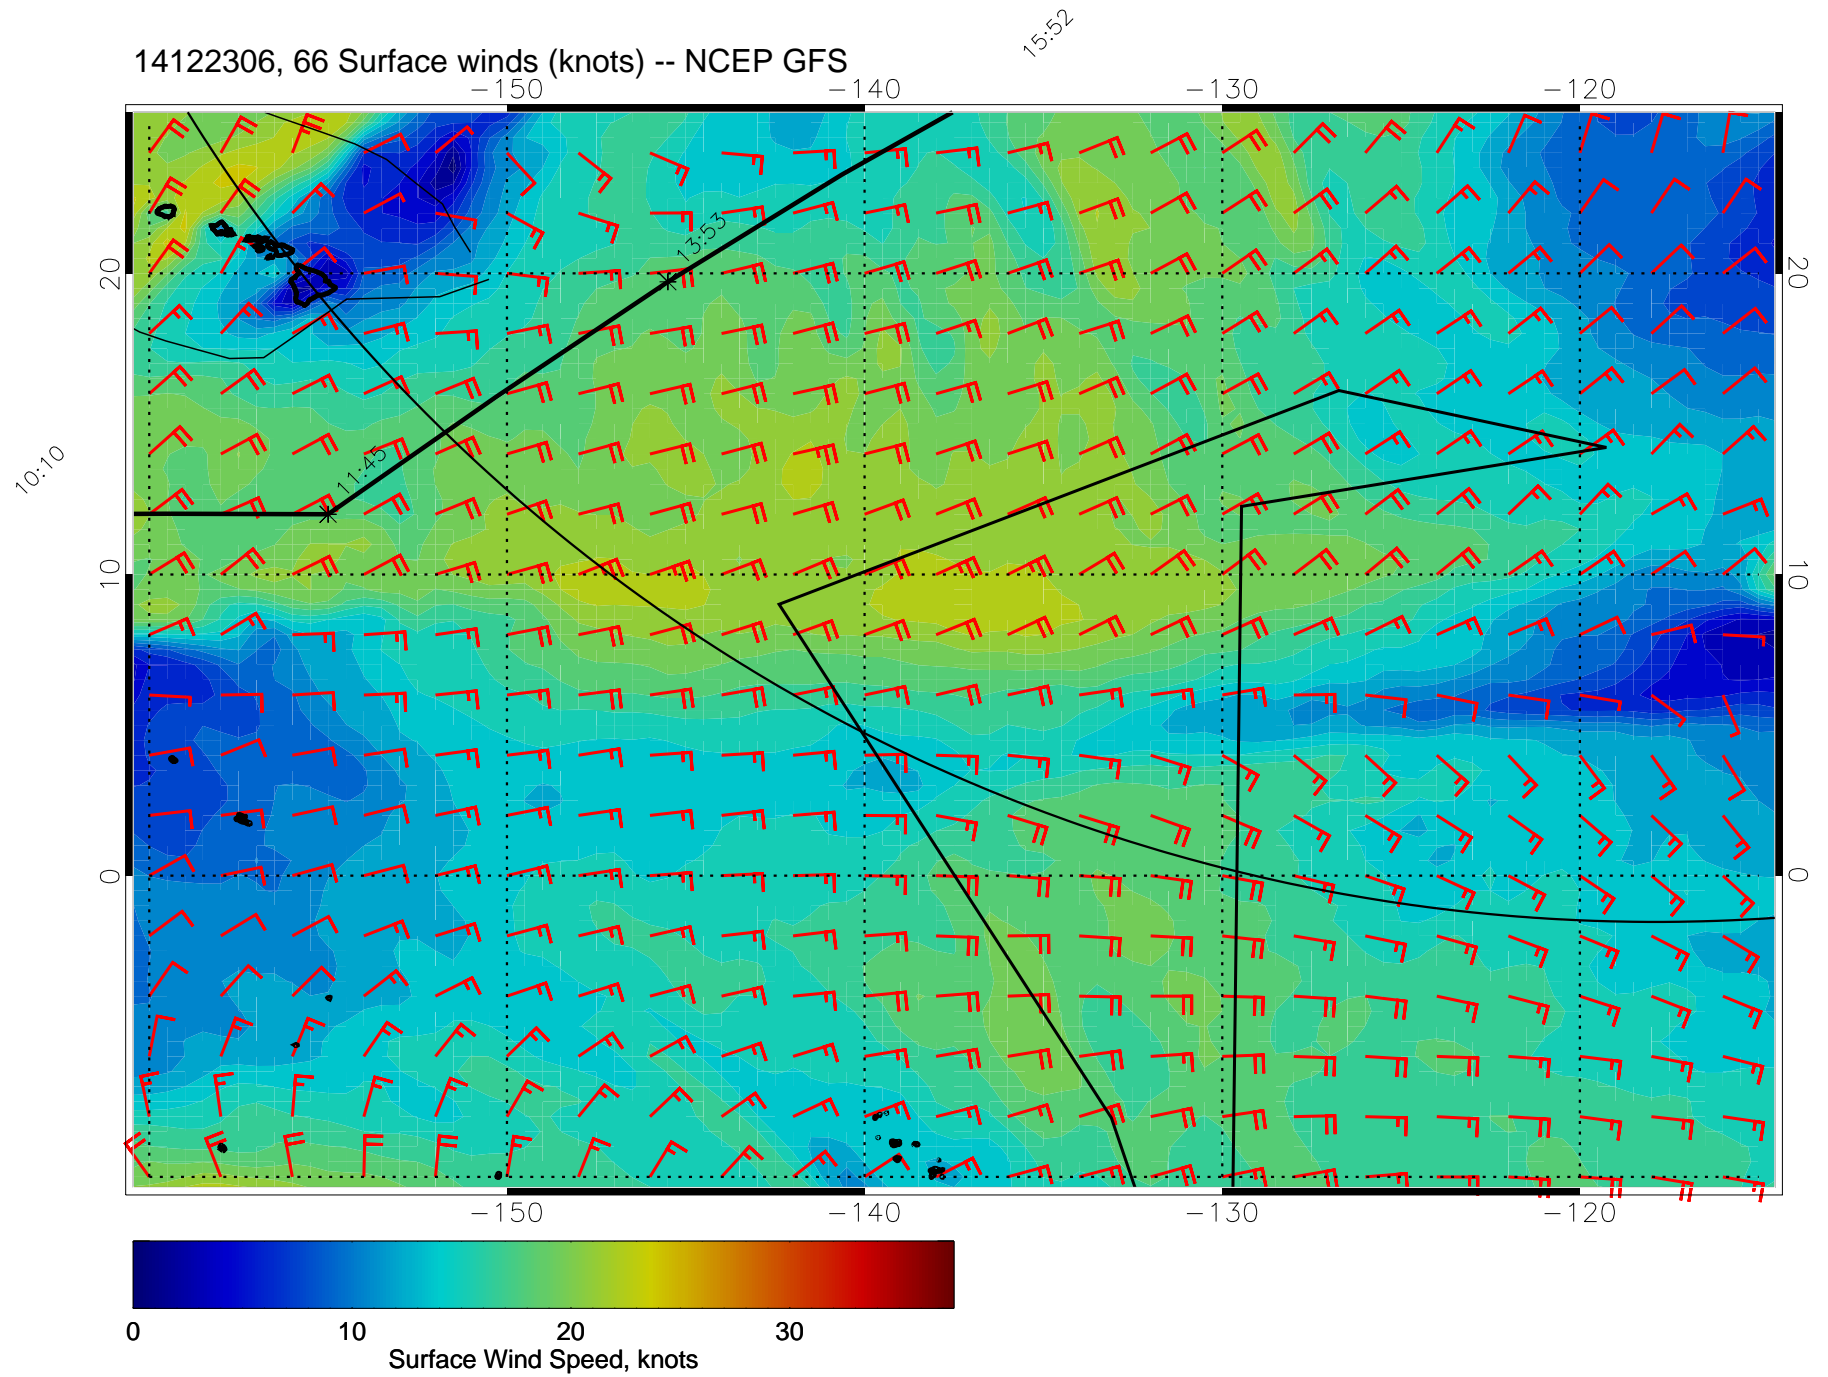 15:52
14122306, 66 Surface winds (knots) -- NCEP GFS
-150 -140 -130 -120
13:53
20 20
10:10
11:45
10 10
0 0
-150 -140 -130 -120
0 10 20 30
Surface Wind Speed, knots